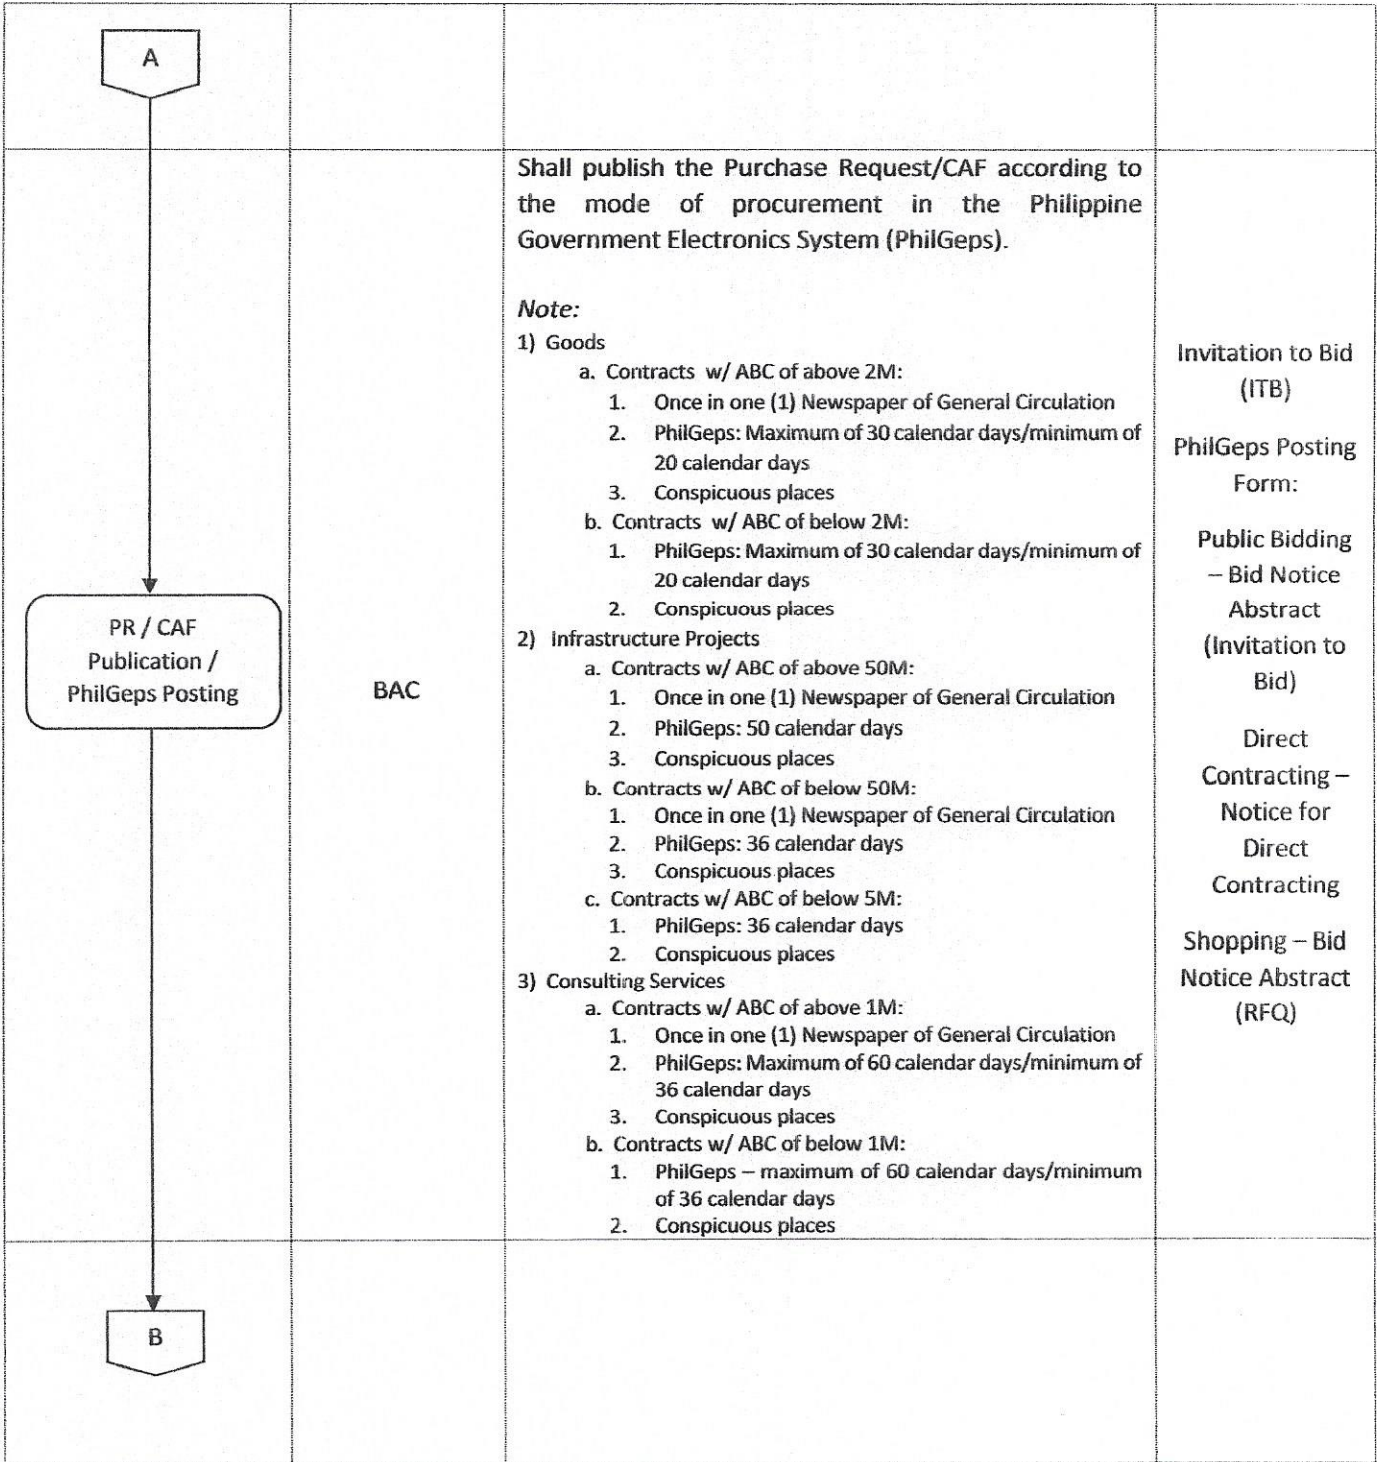 A
PR / CAF
Publication /
PhilGeps Posting
BAC
Shall publish the Purchase Request/CAF according to
the mode of procurement in the Philippine
Government Electronics System (PhilGeps).
Note:
1) Goods
a. Contracts w/ ABC of above 2M:
1. Once in one (1) Newspaper of General Circulation
2. PhilGeps: Maximum of 30 calendar days/minimum of
20 calendar days
3. Conspicuous places
b. Contracts w/ ABC of below 2M:
1. PhilGeps: Maximum of 30 calendar days/minimum of
20 calendar days
2. Conspicuous places
2) Infrastructure Projects
a. Contracts w/ ABC of above 50M:
1. Once in one (1) Newspaper of General Circulation
2. PhilGeps: 50 calendar days
3. Conspicuous places
b. Contracts w/ ABC of below 50M:
1. Once in one (1) Newspaper of General Circulation
2. PhilGeps: 36 calendar days
3. Conspicuous places
c. Contracts w/ ABC of below 5M:
1. PhilGeps: 36 calendar days
2. Conspicuous places
3) Consulting Services
a. Contracts w/ ABC of above 1M:
1. Once in one (1) Newspaper of General Circulation
2. PhilGeps: Maximum of 60 calendar days/minimum of
36 calendar days
3. Conspicuous places
b. Contracts w/ ABC of below 1M:
1. PhilGeps – maximum of 60 calendar days/minimum
of 36 calendar days
2. Conspicuous places
Invitation to Bid
(ITB)
PhilGeps Posting
Form:
Public Bidding
– Bid Notice
Abstract
(Invitation to
Bid)
Direct
Contracting –
Notice for
Direct
Contracting
Shopping – Bid
Notice Abstract
(RFQ)
B